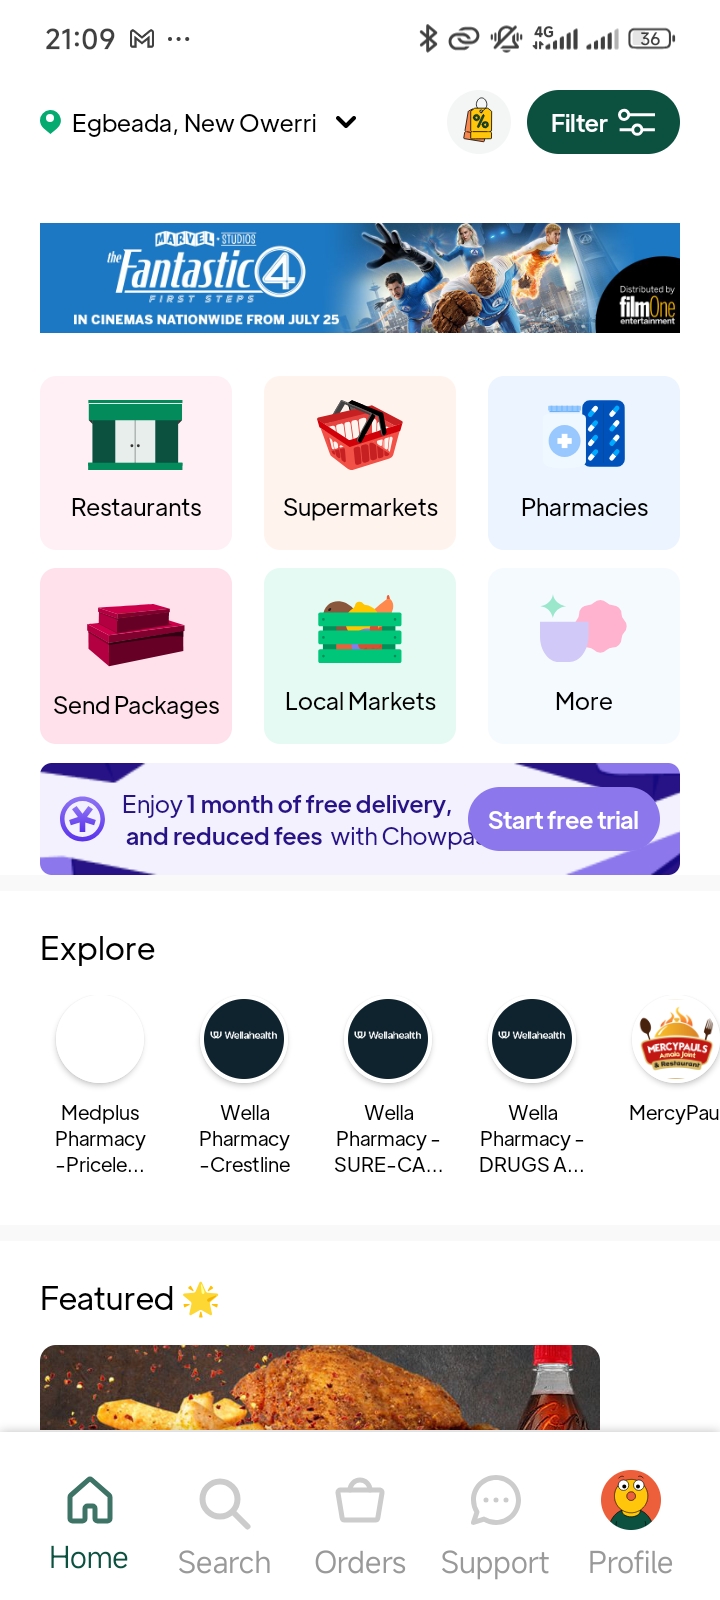 21:09
4G
36
Egbeada, New Owerri
%
Filter
MARVEL STUDIOS
the Fantastic 4
FIRST STEPS
IN CINEMAS NATIONWIDE FROM JULY 25
Distributed by
filmOne
entertainment
Restaurants
Supermarkets
Pharmacies
Send Packages
Local Markets
More
Enjoy 1 month of free delivery,
and reduced fees with Chowpas
Start free trial
Explore
Wellahealth
Wellahealth
Wellahealth
MERCYPAULS
Amala Joint
& Restaurant
Medplus
Pharmacy
-Pricele...
Wella
Pharmacy
-Crestline
Wella
Pharmacy -
SURE-CA...
Wella
Pharmacy -
DRUGS A...
MercyPau
Featured 🌟
Home
Search
Orders
Support
Profile